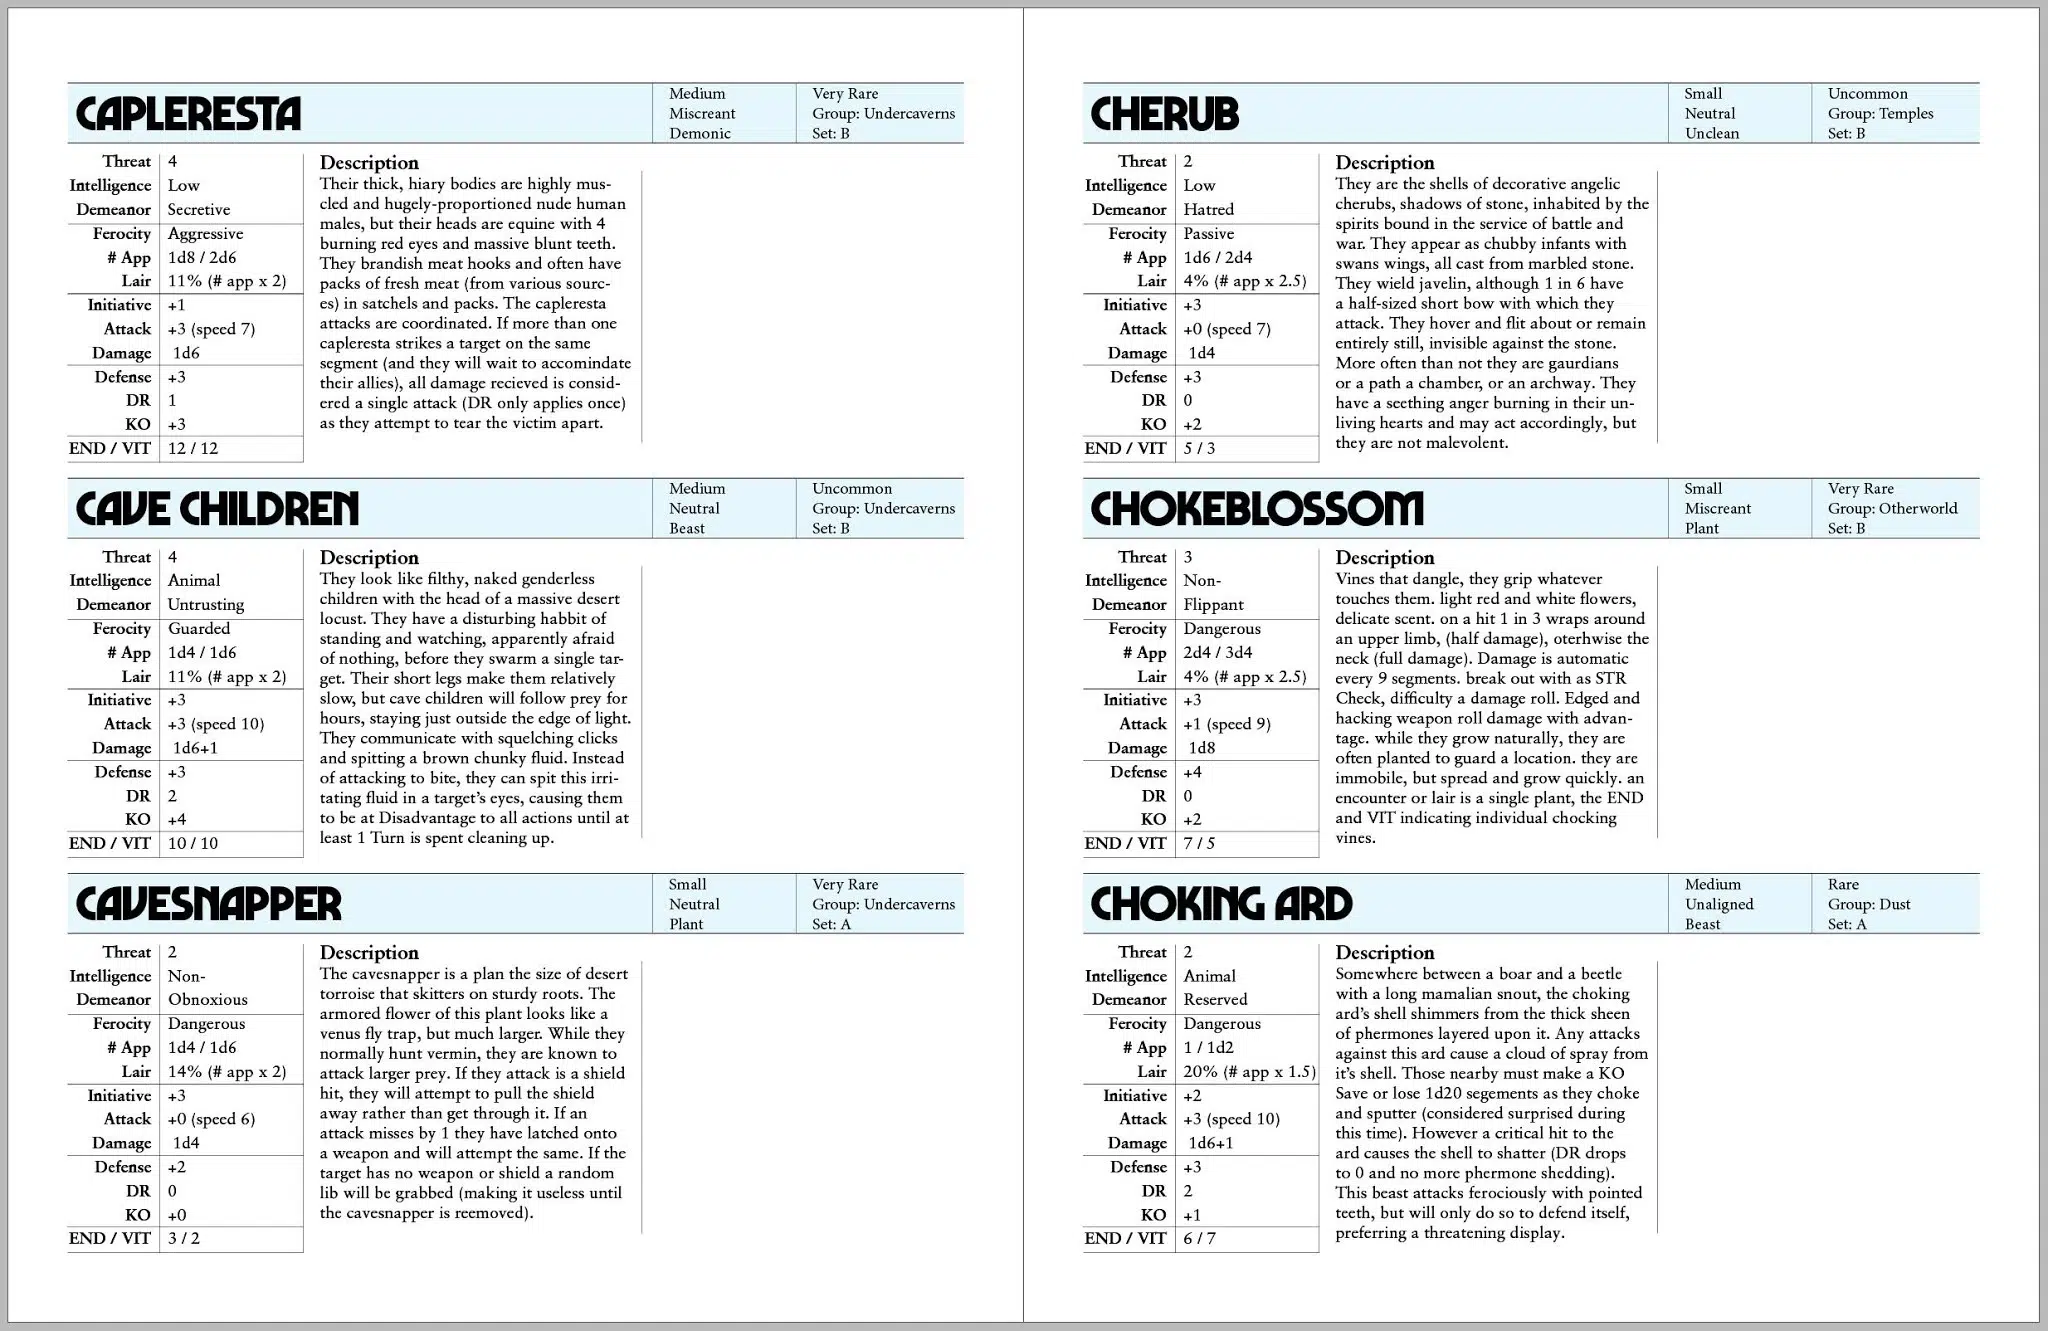 CAPLERESTA
Medium
Miscreant
Demonic
Very Rare
Group: Undercaverns
Set: B
Threat 4
Intelligence Low
Demeanor Secretive
Ferocity Aggressive
# App 1d8 / 2d6
Lair 11% (# app x 2)
Initiative +1
Attack +3 (speed 7)
Damage 1d6
Defense +3
DR 1
KO +3
END / VIT 12 / 12
Description
Their thick, hiary bodies are highly mus-
cled and hugely-proportioned nude human
males, but their heads are equine with 4
burning red eyes and massive blunt teeth.
They brandish meat hooks and often have
packs of fresh meat (from various sourc-
es) in satchels and packs. The capleresta
attacks are coordinated. If more than one
capleresta strikes a target on the same
segment (and they will wait to accomindate
their allies), all damage recieved is consid-
ered a single attack (DR only applies once)
as they attempt to tear the victim apart.
CAVE CHILDREN
Medium
Neutral
Beast
Uncommon
Group: Undercaverns
Set: B
Threat 4
Intelligence Animal
Demeanor Untrusting
Ferocity Guarded
# App 1d4 / 1d6
Lair 11% (# app x 2)
Initiative +3
Attack +3 (speed 10)
Damage 1d6+1
Defense +3
DR 2
KO +4
END / VIT 10 / 10
Description
They look like filthy, naked genderless
children with the head of a massive desert
locust. They have a disturbing habbit of
standing and watching, apparently afraid
of nothing, before they swarm a single tar-
get. Their short legs make them relatively
slow, but cave children will follow prey for
hours, staying just outside the edge of light.
They communicate with squelching clicks
and spitting a brown chunky fluid. Instead
of attacking to bite, they can spit this irri-
tating fluid in a target's eyes, causing them
to be at Disadvantage to all actions until at
least 1 Turn is spent cleaning up.
CAVESNAPPER
Small
Neutral
Plant
Very Rare
Group: Undercaverns
Set: A
Threat 2
Intelligence Non-
Demeanor Obnoxious
Ferocity Dangerous
# App 1d4 / 1d6
Lair 14% (# app x 2)
Initiative +3
Attack +0 (speed 6)
Damage 1d4
Defense +2
DR 0
KO +0
END / VIT 3 / 2
Description
The cavesnapper is a plan the size of desert
torroise that skitters on sturdy roots. The
armored flower of this plant looks like a
venus fly trap, but much larger. While they
normally hunt vermin, they are known to
attack larger prey. If they attack is a shield
hit, they will attempt to pull the shield
away rather than get through it. If an
attack misses by 1 they have latched onto
a weapon and will attempt the same. If the
target has no weapon or shield a random
lib will be grabbed (making it useless until
the cavesnapper is reemoved).
CHERUB
Small
Neutral
Unclean
Uncommon
Group: Temples
Set: B
Threat 2
Intelligence Low
Demeanor Hatred
Ferocity Passive
# App 1d6 / 2d4
Lair 4% (# app x 2.5)
Initiative +3
Attack +0 (speed 7)
Damage 1d4
Defense +3
DR 0
KO +2
END / VIT 5 / 3
Description
They are the shells of decorative angelic
cherubs, shadows of stone, inhabited by the
spirits bound in the service of battle and
war. They appear as chubby infants with
swans wings, all cast from marbled stone.
They wield javelin, although 1 in 6 have
a half-sized short bow with which they
attack. They hover and flit about or remain
entirely still, invisible against the stone.
More often than not they are gaurdians
or a path a chamber, or an archway. They
have a seething anger burning in their un-
living hearts and may act accordingly, but
they are not malevolent.
CHOKEBLOSSOM
Small
Miscreant
Plant
Very Rare
Group: Otherworld
Set: B
Threat 3
Intelligence Non-
Demeanor Flippant
Ferocity Dangerous
# App 2d4 / 3d4
Lair 4% (# app x 2.5)
Initiative +3
Attack +1 (speed 9)
Damage 1d8
Defense +4
DR 0
KO +2
END / VIT 7 / 5
Description
Vines that dangle, they grip whatever
touches them. light red and white flowers,
delicate scent. on a hit 1 in 3 wraps around
an upper limb, (half damage), oterhwise the
neck (full damage). Damage is automatic
every 9 segments. break out with as STR
Check, difficulty a damage roll. Edged and
hacking weapon roll damage with advan-
tage. while they grow naturally, they are
often planted to guard a location. they are
immobile, but spread and grow quickly. an
encounter or lair is a single plant, the END
and VIT indicating individual chocking
vines.
CHOKING ARD
Medium
Unaligned
Beast
Rare
Group: Dust
Set: A
Threat 2
Intelligence Animal
Demeanor Reserved
Ferocity Dangerous
# App 1 / 1d2
Lair 20% (# app x 1.5)
Initiative +2
Attack +3 (speed 10)
Damage 1d6+1
Defense +3
DR 2
KO +1
END / VIT 6 / 7
Description
Somewhere between a boar and a beetle
with a long mamalian snout, the choking
ard's shell shimmers from the thick sheen
of phermones layered upon it. Any attacks
against this ard cause a cloud of spray from
it's shell. Those nearby must make a KO
Save or lose 1d20 segements as they choke
and sputter (considered surprised during
this time). However a critical hit to the
ard causes the shell to shatter (DR drops
to 0 and no more phermone shedding).
This beast attacks ferociously with pointed
teeth, but will only do so to defend itself,
preferring a threatening display.